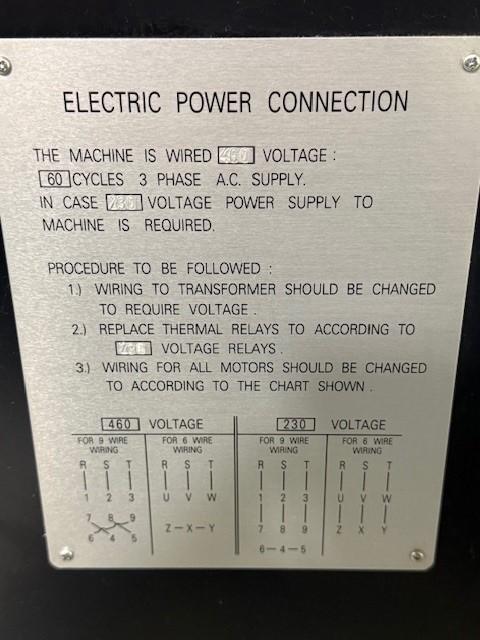 ELECTRIC POWER CONNECTION
THE MACHINE IS WIRED 460 VOLTAGE :
60 CYCLES 3 PHASE A.C. SUPPLY.
IN CASE 230 VOLTAGE POWER SUPPLY TO
MACHINE IS REQUIRED.
PROCEDURE TO BE FOLLOWED :
1.) WIRING TO TRANSFORMER SHOULD BE CHANGED
TO REQUIRE VOLTAGE .
2.) REPLACE THERMAL RELAYS TO ACCORDING TO
VOLTAGE RELAYS .
3.) WIRING FOR ALL MOTORS SHOULD BE CHANGED
TO ACCORDING TO THE CHART SHOWN .
460 VOLTAGE
FOR 9 WIRE
WIRING
R S T
1 2 3
7 8 9
6 4 5
FOR 6 WIRE
WIRING
R S T
U V W
Z-X-Y
230 VOLTAGE
FOR 9 WIRE
WIRING
R S T
1 2 3
7 8 9
6-4-5
FOR 6 WIRE
WIRING
R S T
U V W
Z X Y